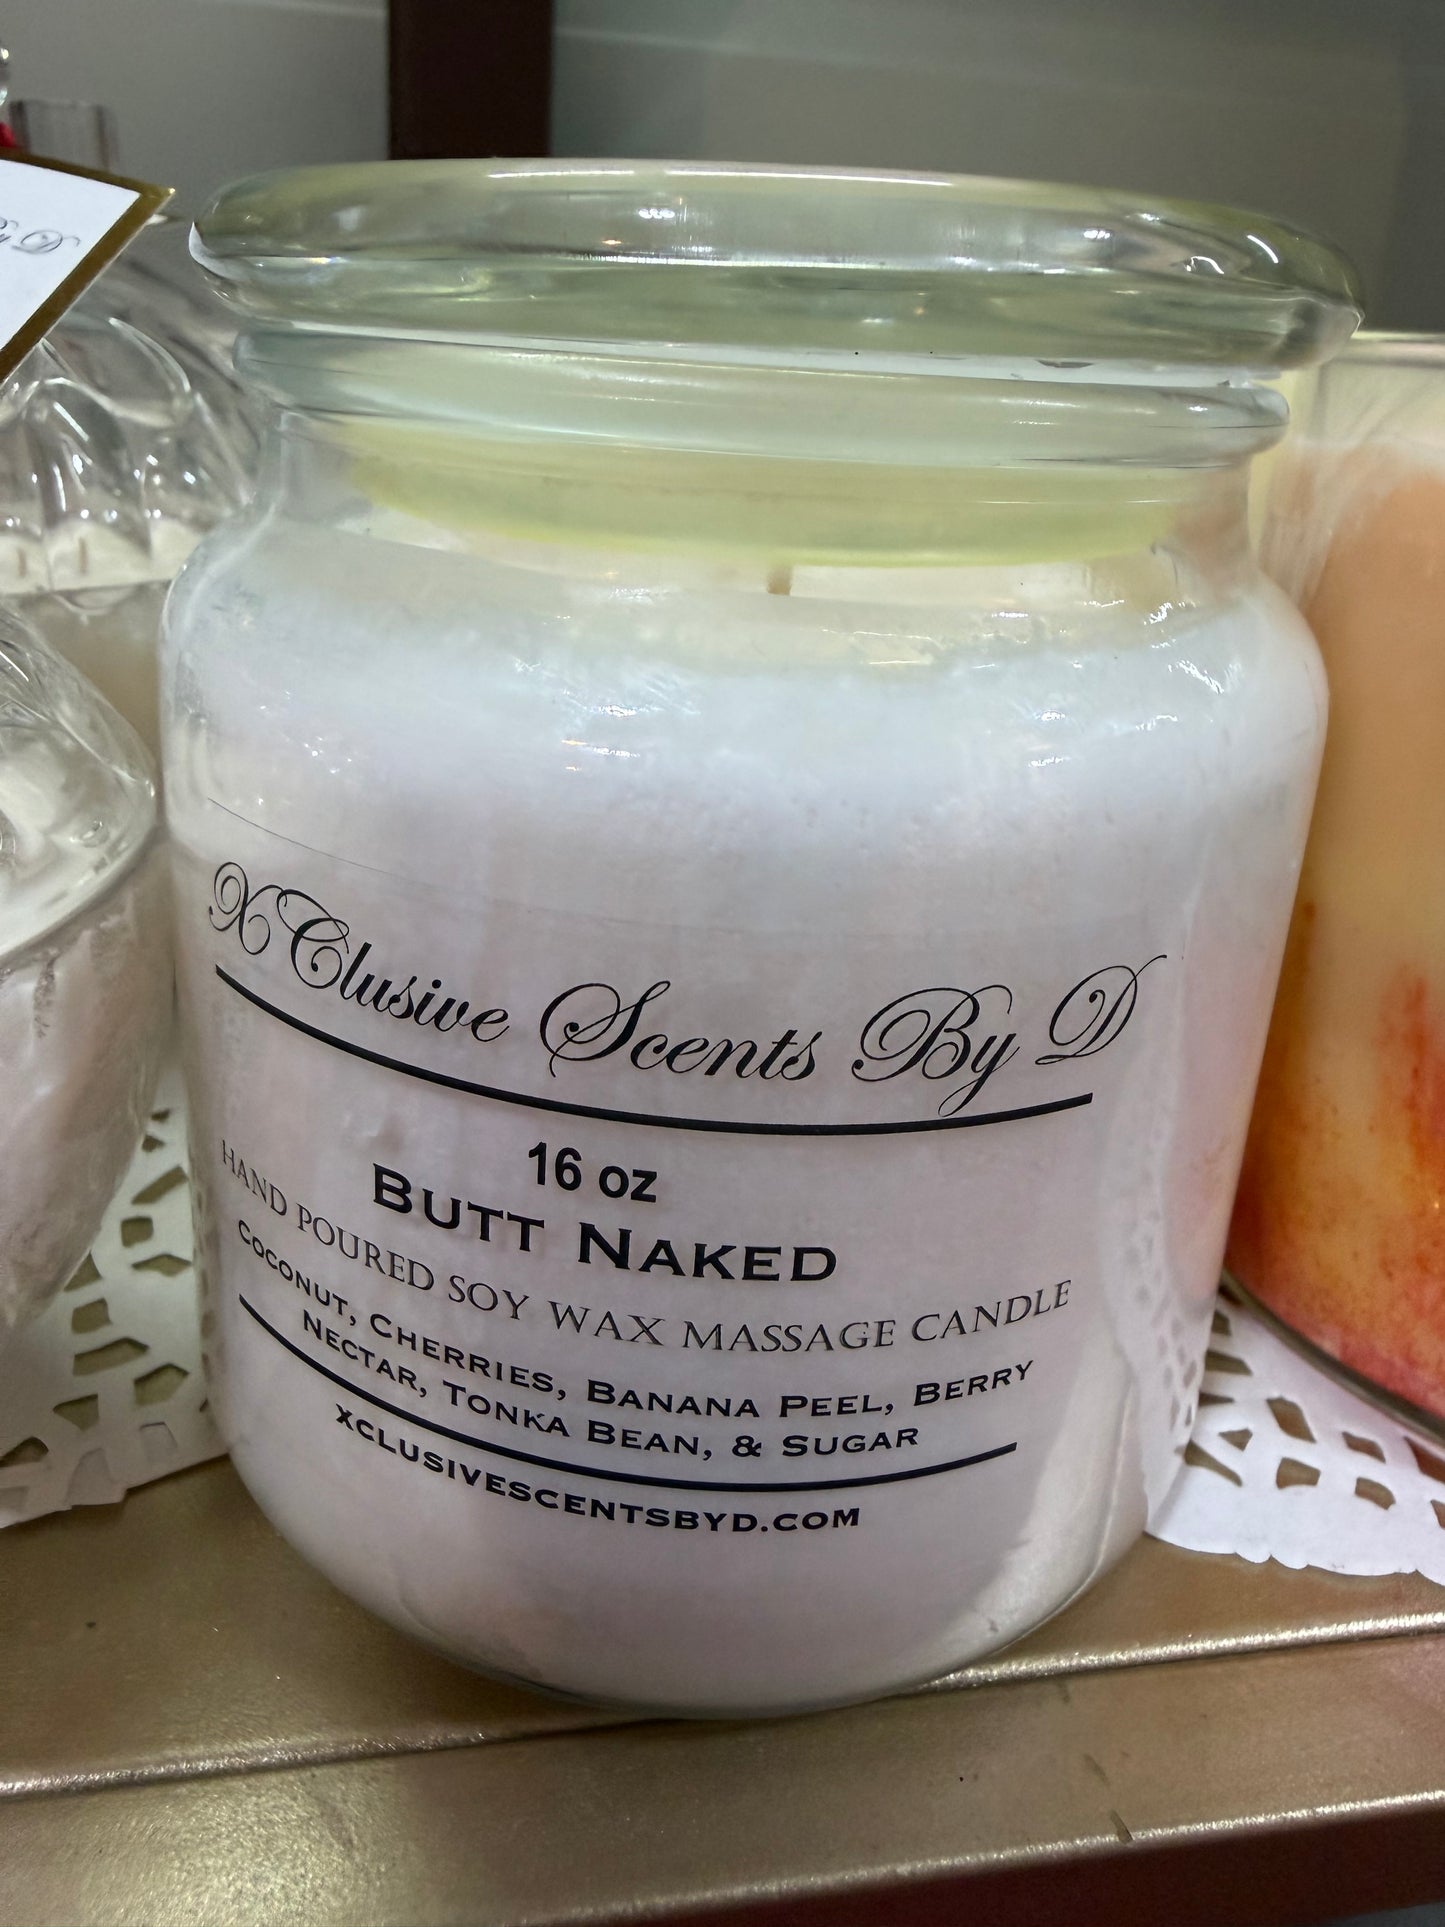 XClusive Scents By D
16 oz
Butt Naked
HAND POURED SOY WAX MASSAGE CANDLE
Coconut, Cherries, Banana Peel, Berry
Nectar, Tonka Bean, & Sugar
xclusivescentsbyd.com
By D